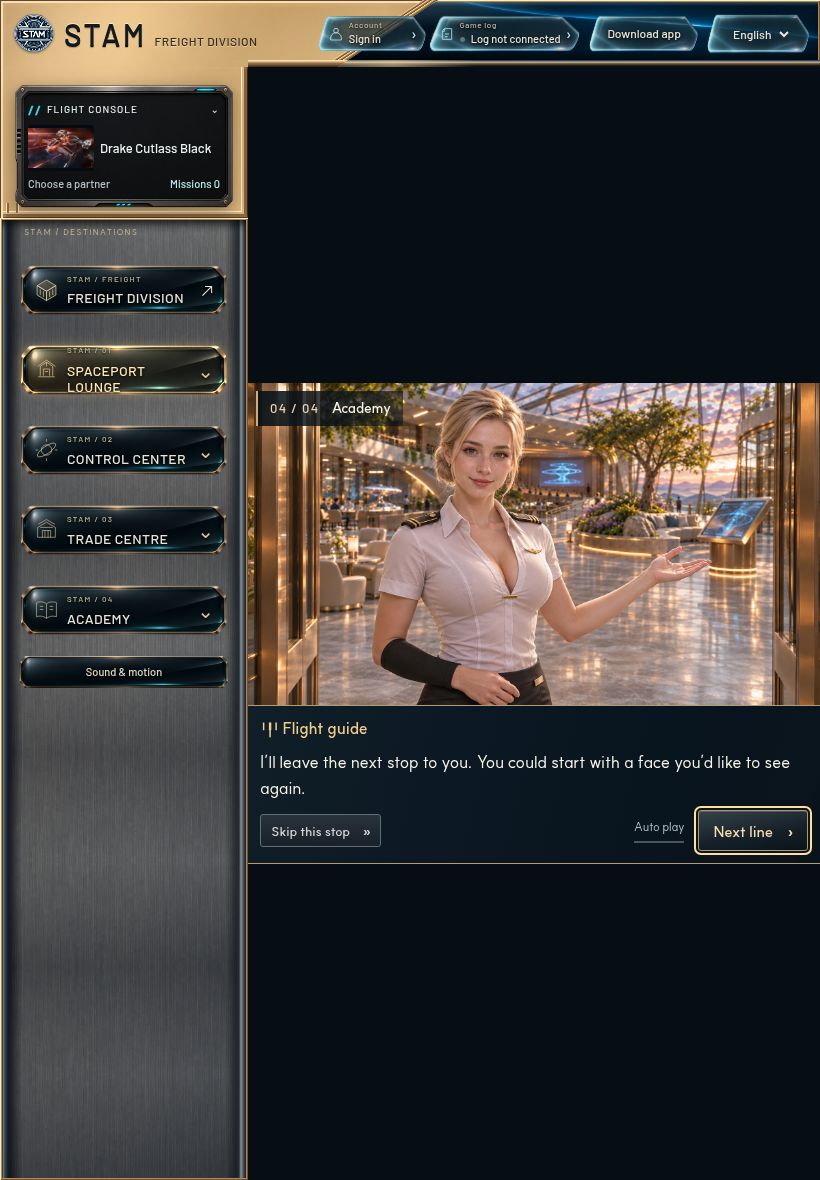 STAM
STAM FREIGHT DIVISION
Account
Sign in
Game log
Log not connected
Download app
English
// FLIGHT CONSOLE
Drake Cutlass Black
Choose a partner
Missions 0
STAM / DESTINATIONS
STAM / FREIGHT
FREIGHT DIVISION
STAM / 01
SPACEPORT
LOUNGE
STAM / 02
CONTROL CENTER
STAM / 03
TRADE CENTRE
STAM / 04
ACADEMY
Sound & motion
04 / 04 Academy
Flight guide
I'll leave the next stop to you. You could start with a face you'd like to see
again.
Skip this stop »
Auto play
Next line ›